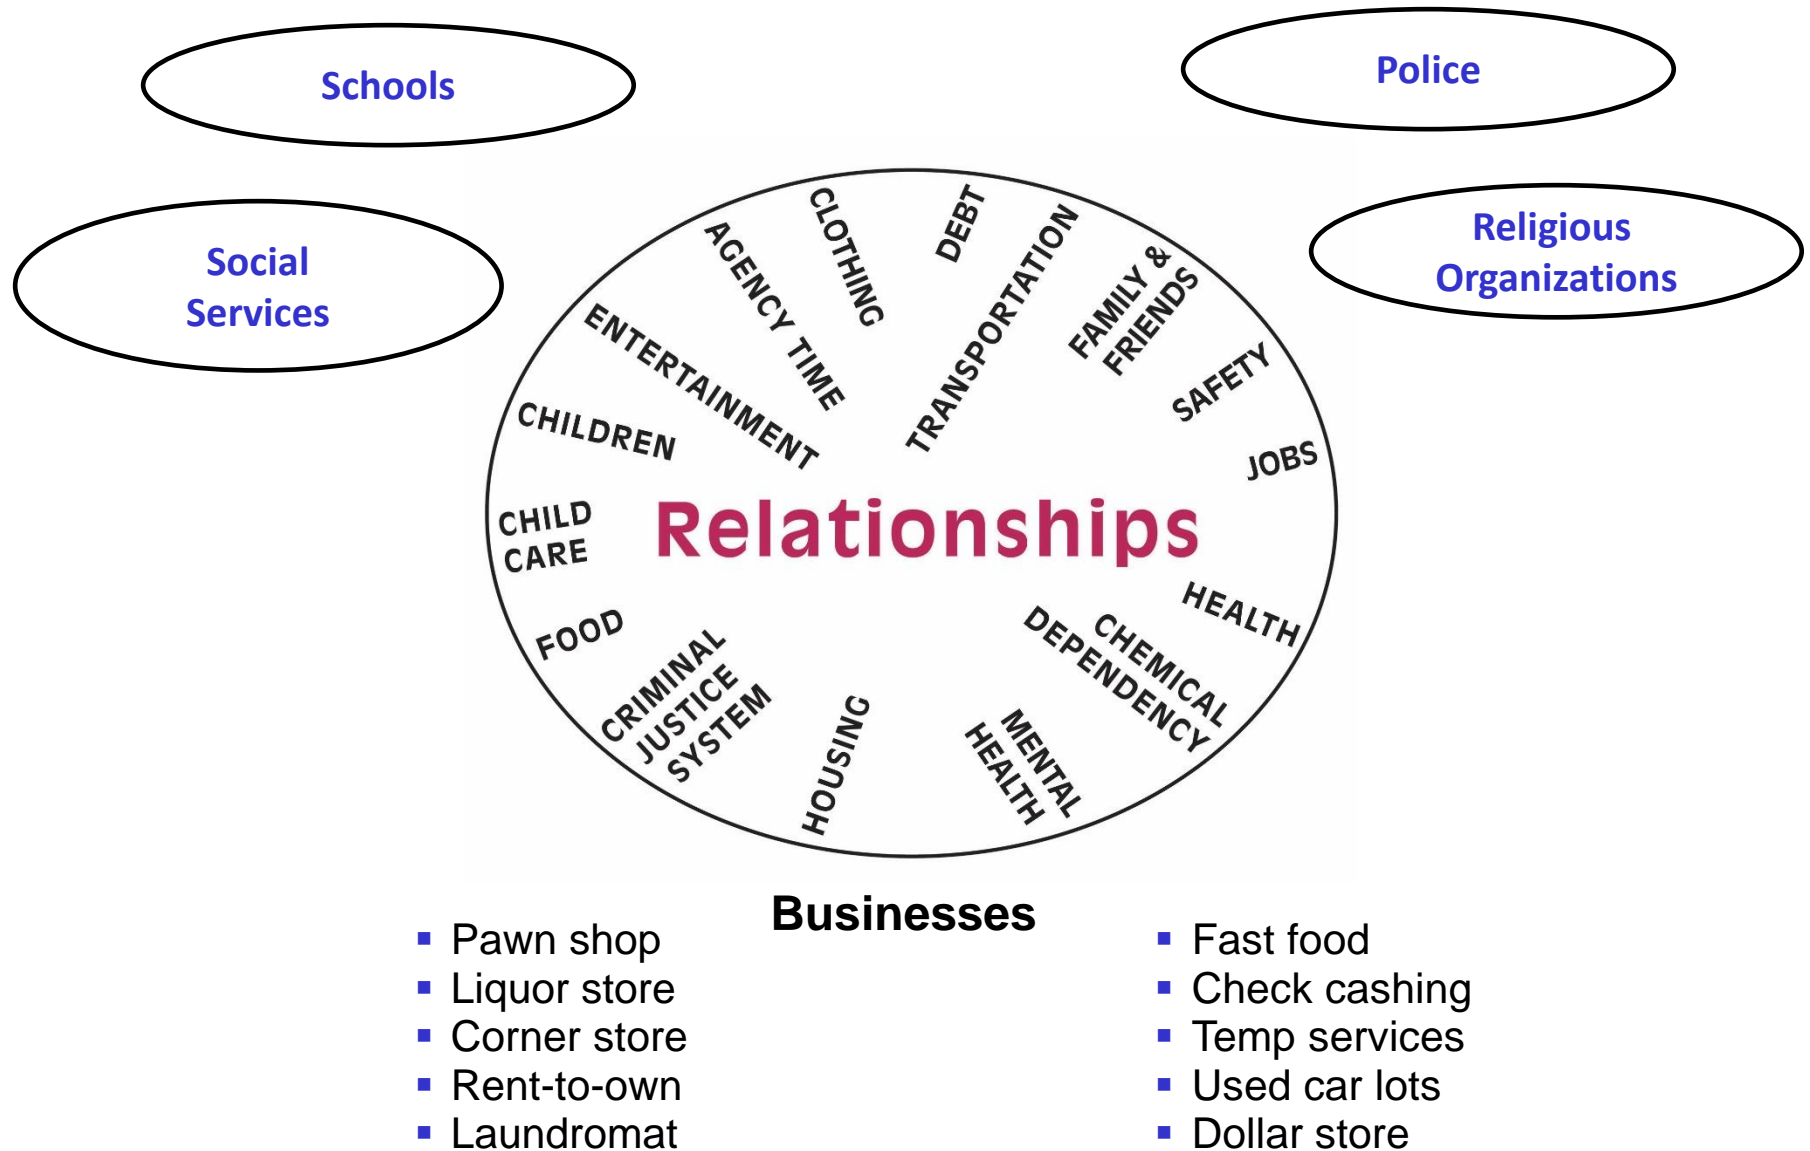 Schools
Police
Social
Services
Religious
Organizations
CLOTHING
DEBT
AGENCY TIME
TRANSPORTATION
FAMILY &
FRIENDS
ENTERTAINMENT
SAFETY
CHILDREN
JOBS
CHILD
CARE
Relationships
HEALTH
FOOD
CRIMINAL
JUSTICE
SYSTEM
CHEMICAL
DEPENDENCY
HOUSING
MENTAL
HEALTH
Businesses
▪ Pawn shop
▪ Liquor store
▪ Corner store
▪ Rent-to-own
▪ Laundromat
▪ Fast food
▪ Check cashing
▪ Temp services
▪ Used car lots
▪ Dollar store